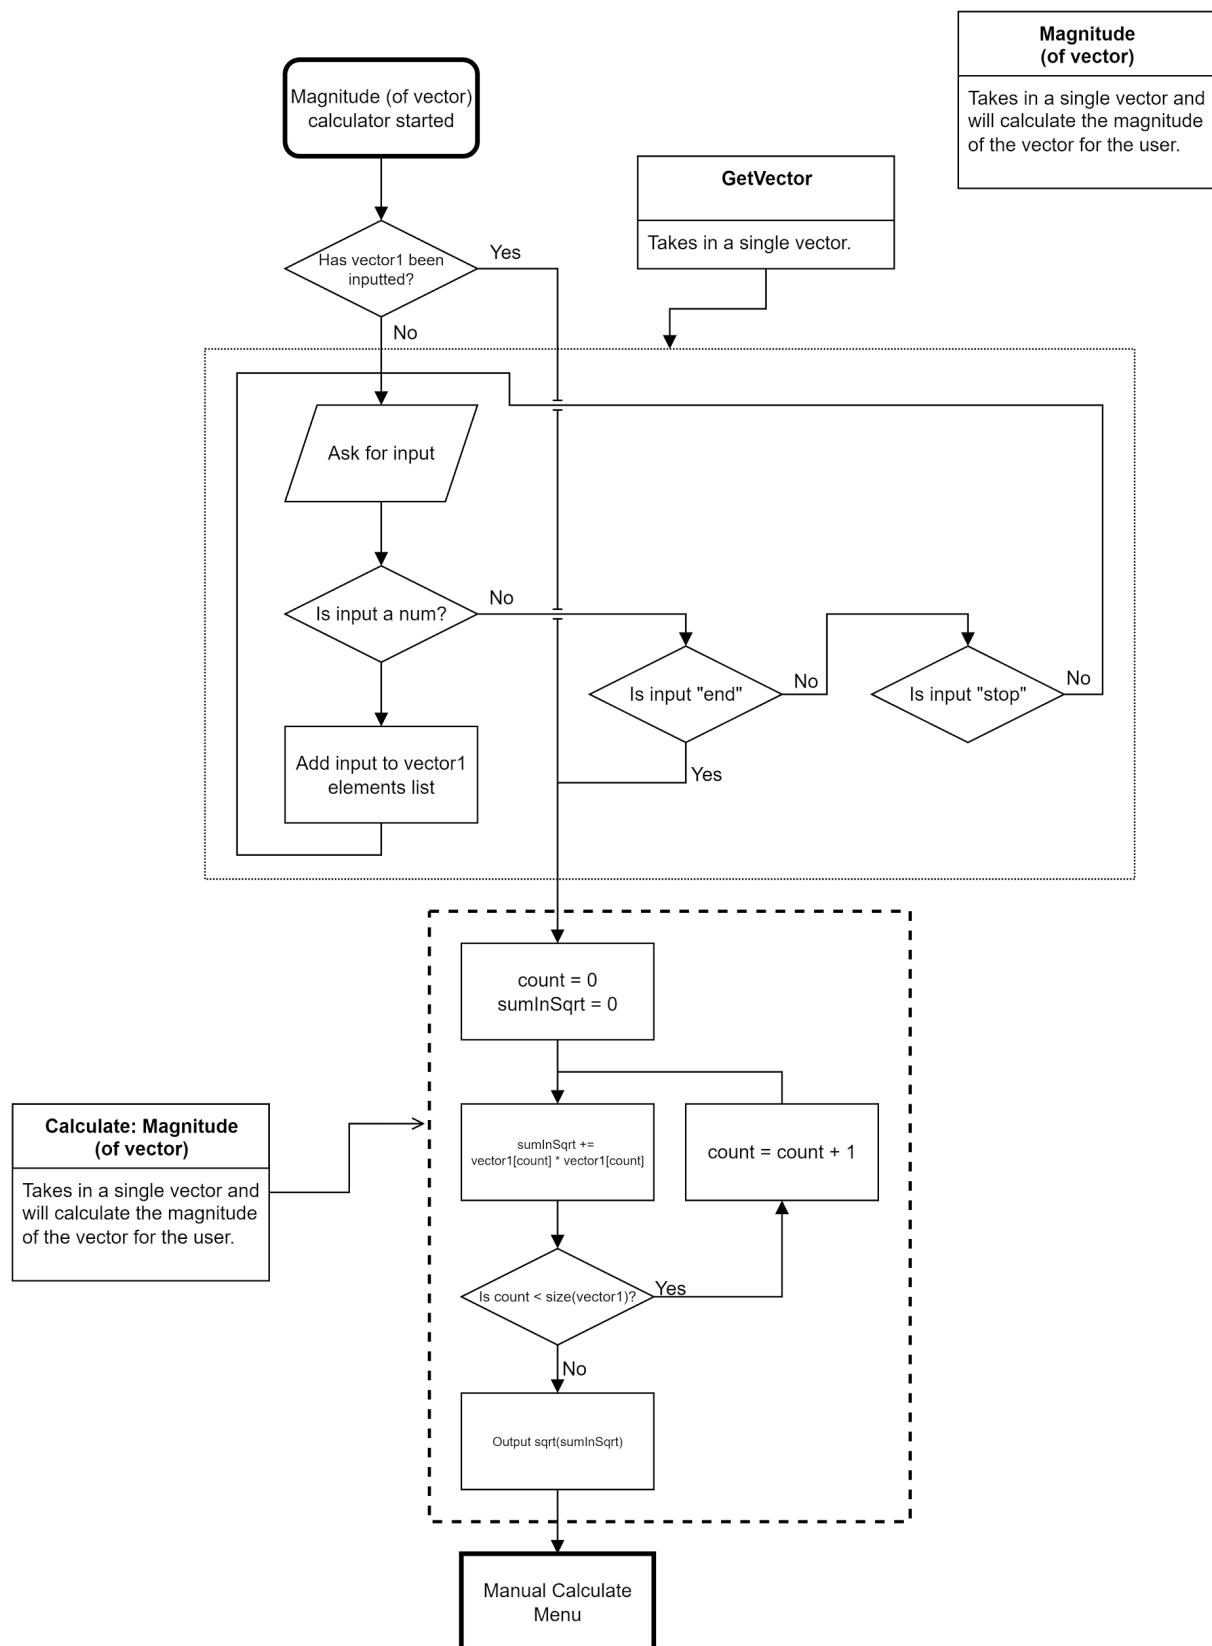 Magnitude
(of vector)
Takes in a single vector and
will calculate the magnitude
of the vector for the user.
Magnitude (of vector)
calculator started
GetVector
Takes in a single vector.
Has vector1 been
inputted?
Yes
No
Ask for input
Is input a num?
No
Is input "end"
No
Is input "stop"
No
Yes
Add input to vector1
elements list
count = 0
sumInSqrt = 0
Calculate: Magnitude
(of vector)
Takes in a single vector and
will calculate the magnitude
of the vector for the user.
sumInSqrt +=
vector1[count] * vector1[count]
count = count + 1
Is count < size(vector1)?
Yes
No
Output sqrt(sumInSqrt)
Manual Calculate
Menu